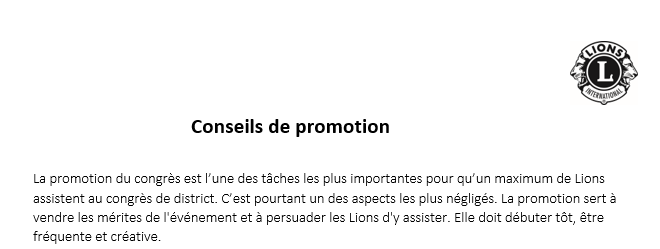 LIONS
L
INTERNATIONAL
Conseils de promotion
La promotion du congrès est l’une des tâches les plus importantes pour qu’un maximum de Lions
assistent au congrès de district. C’est pourtant un des aspects les plus négligés. La promotion sert à
vendre les mérites de l'événement et à persuader les Lions d'y assister. Elle doit débuter tôt, être
fréquente et créative.